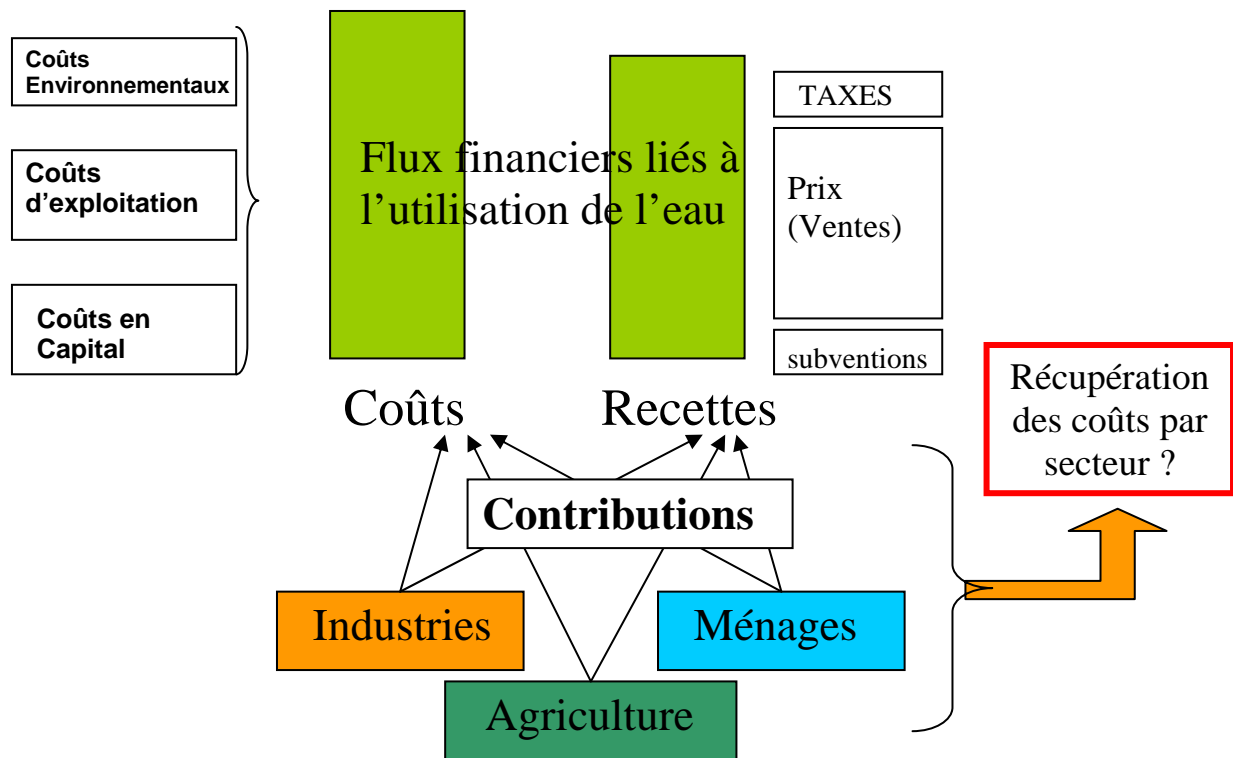 Coûts
Environnementaux
Coûts
d’exploitation
Coûts en
Capital
Flux financiers liés à
l’utilisation de l’eau
TAXES
Prix
(Ventes)
subventions
Coûts
Recettes
Récupération
des coûts par
secteur ?
Contributions
Industries
Ménages
Agriculture